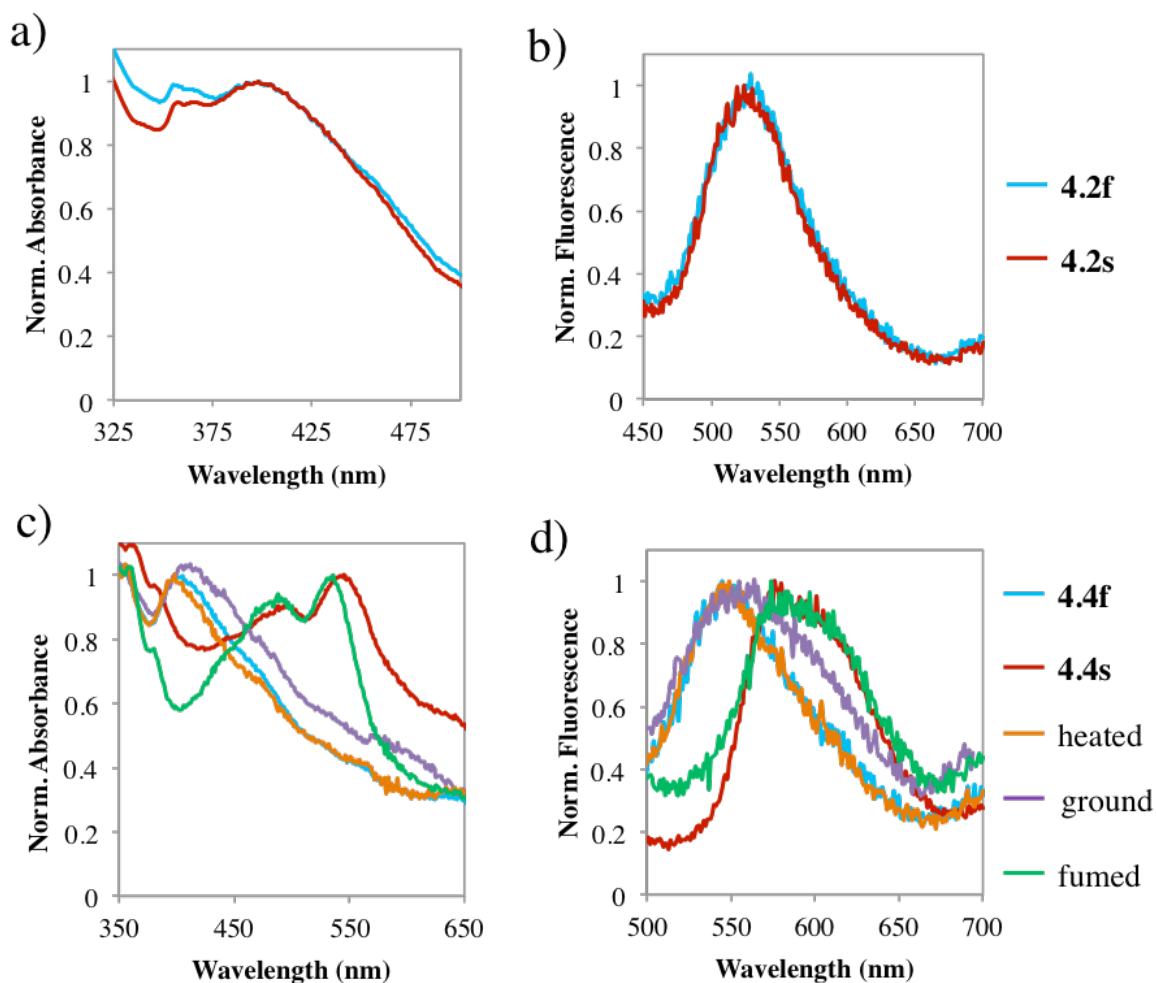 a)
Norm. Absorbance
1
0.8
0.6
0.4
0.2
0
325
375
425
475
Wavelength (nm)
b)
Norm. Fluorescence
1
0.8
0.6
0.4
0.2
0
450
500
550
600
650
700
Wavelength (nm)
4.2f
4.2s
c)
Norm. Absorbance
1
0.8
0.6
0.4
0.2
0
350
450
550
650
Wavelength (nm)
d)
Norm. Fluorescence
1
0.8
0.6
0.4
0.2
0
500
550
600
650
700
Wavelength (nm)
4.4f
4.4s
heated
ground
fumed